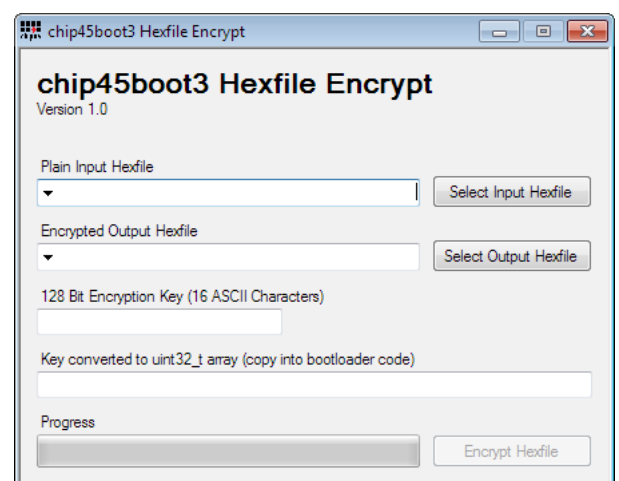 chip45boot3 Hexfile Encrypt
chip45boot3 Hexfile Encrypt
Version 1.0
Plain Input Hexfile
Select Input Hexfile
Encrypted Output Hexfile
Select Output Hexfile
128 Bit Encryption Key (16 ASCII Characters)
Key converted to uint32_t array (copy into bootloader code)
Progress
Encrypt Hexfile